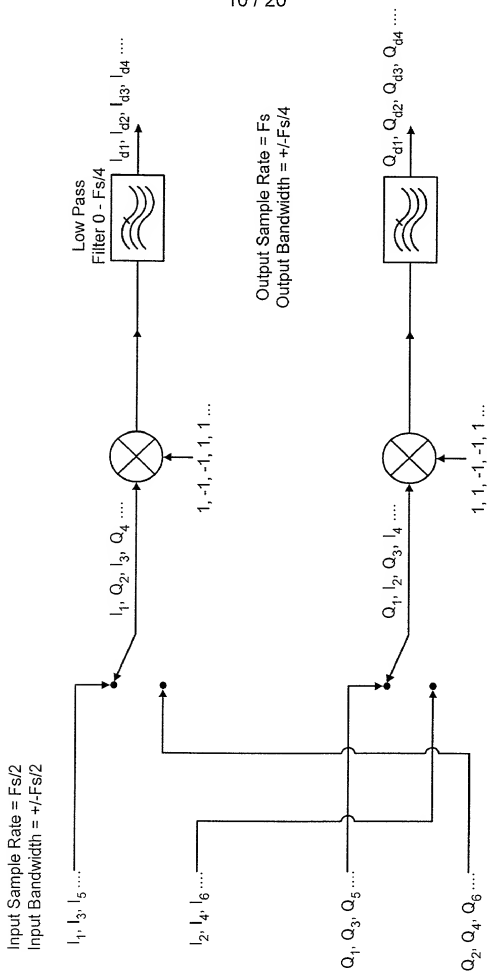 10 / 20
Input Sample Rate = Fs/2
Input Bandwidth = +/-Fs/2
I1, I3, I5 ....
I2, I4, I6 ....
Q1, Q3, Q5 ....
Q2, Q4, Q6 ....
I1, Q2, I3, Q4 ....
1, -1, -1, 1, 1 ...
Low Pass
Filter 0 - Fs/4
Id1, Id2, Id3, Id4 ....
Output Sample Rate = Fs
Output Bandwidth = +/-Fs/4
Q1, I2, Q3, I4 ....
1, 1, -1, -1, 1 ...
Qd1, Qd2, Qd3, Qd4 ....